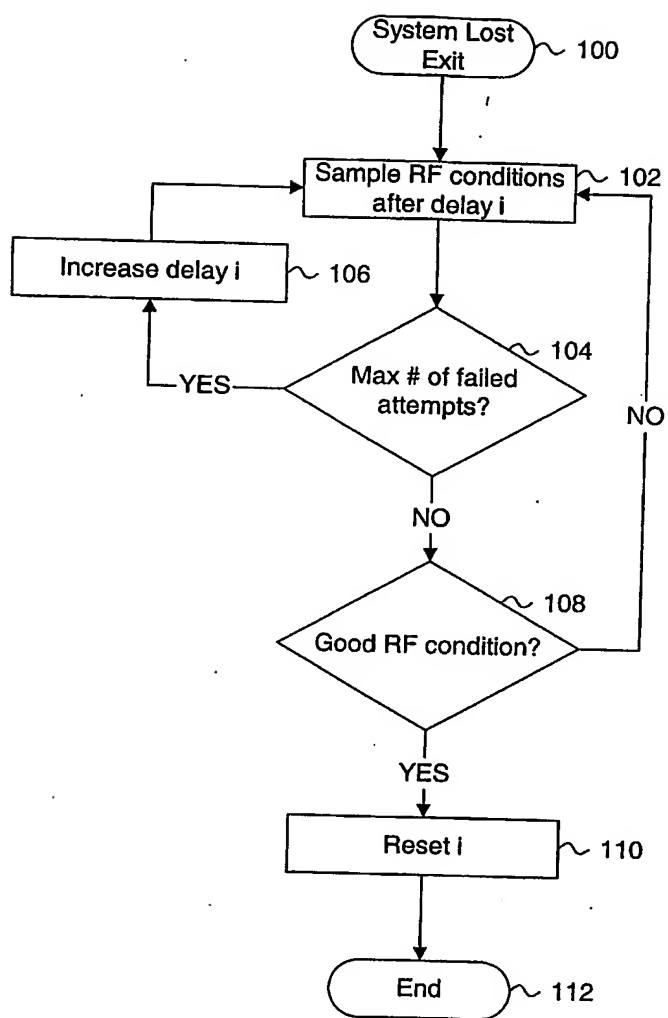 System Lost
Exit
100
Sample RF conditions
after delay i
102
Increase delay i
106
104
Max # of failed
attempts?
YES
NO
NO
108
Good RF condition?
YES
Reset i
110
End
112